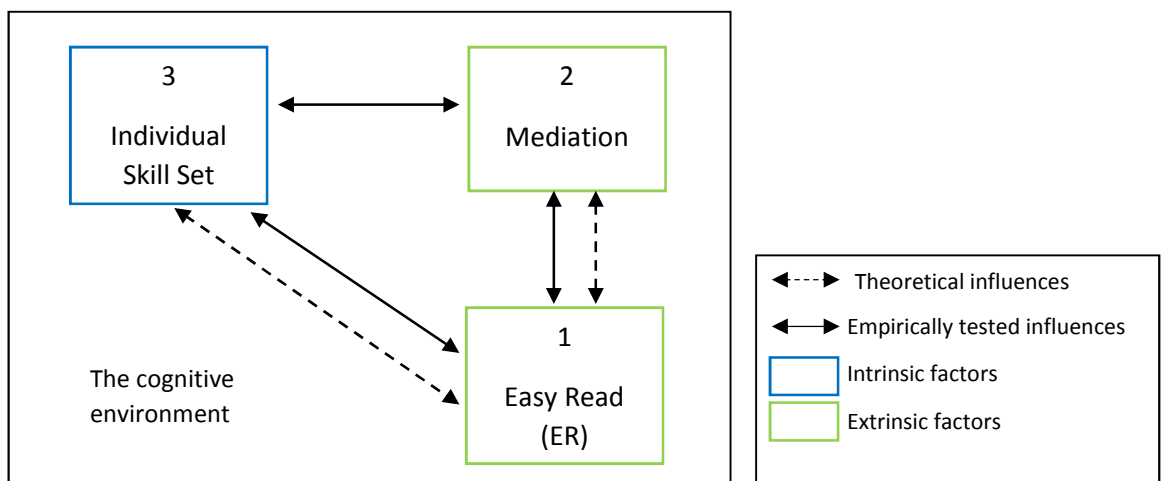 3
Individual
Skill Set
2
Mediation
1
Easy Read
(ER)
The cognitive
environment
Theoretical influences
Empirically tested influences
Intrinsic factors
Extrinsic factors